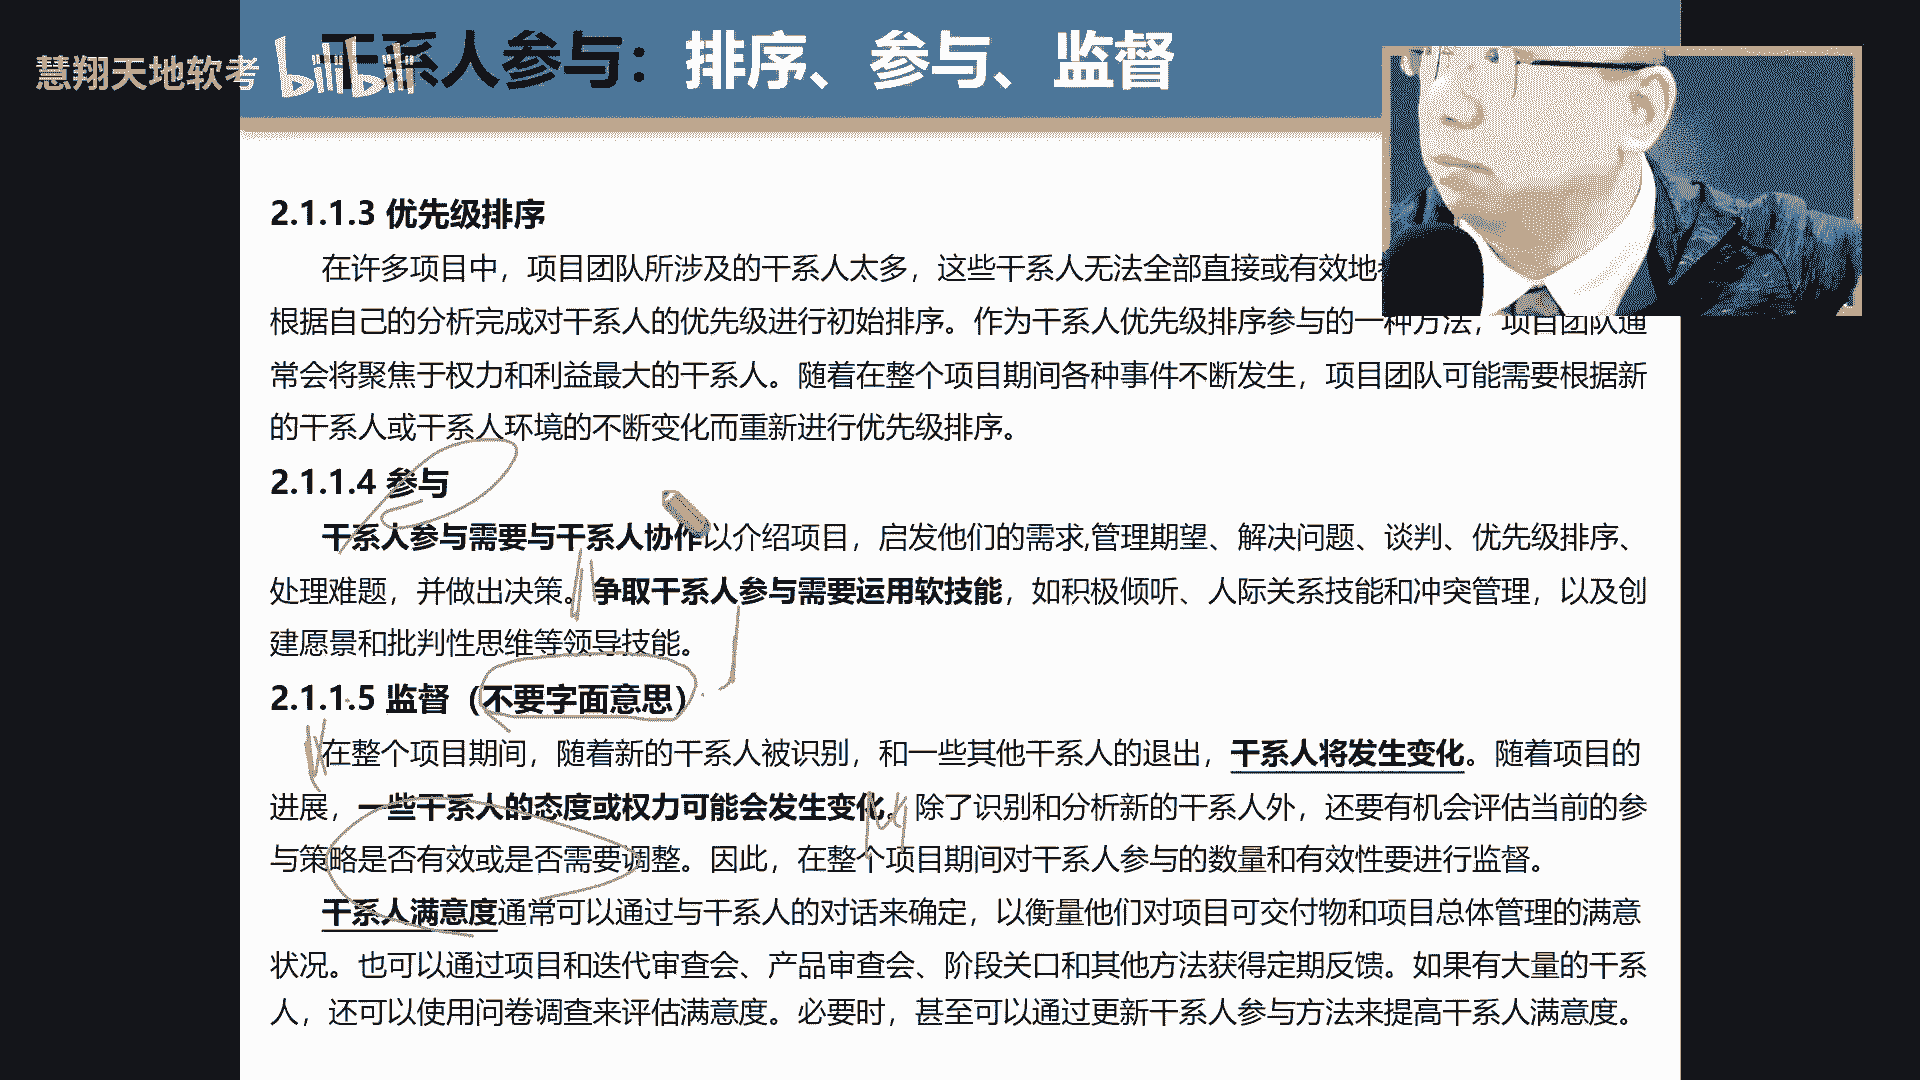 慧翔天地软考 bilibili
干系人参与：排序、参与、监督
2.1.1.3 优先级排序
在许多项目中，项目团队所涉及的干系人太多，这些干系人无法全部直接或有效地
根据自己的分析完成对干系人的优先级进行初始排序。作为干系人优先级排序参与的一种方法，项目团队通
常会将聚焦于权力和利益最大的干系人。随着在整个项目期间各种事件不断发生，项目团队可能需要根据新
的干系人或干系人环境的不断变化而重新进行优先级排序。
2.1.1.4 参与
干系人参与需要与干系人协作以介绍项目，启发他们的需求,管理期望、解决问题、谈判、优先级排序、
处理难题，并做出决策。争取干系人参与需要运用软技能，如积极倾听、人际关系技能和冲突管理，以及创
建愿景和批判性思维等领导技能。
2.1.1.5 监督（不要字面意思）
在整个项目期间，随着新的干系人被识别，和一些其他干系人的退出，干系人将发生变化。随着项目的
进展，一些干系人的态度或权力可能会发生变化。除了识别和分析新的干系人外，还要有机会评估当前的参
与策略是否有效或是否需要调整。因此，在整个项目期间对干系人参与的数量和有效性要进行监督。
干系人满意度通常可以通过与干系人的对话来确定，以衡量他们对项目可交付物和项目总体管理的满意
状况。也可以通过项目和迭代审查会、产品审查会、阶段关口和其他方法获得定期反馈。如果有大量的干系
人，还可以使用问卷调查来评估满意度。必要时，甚至可以通过更新干系人参与方法来提高干系人满意度。